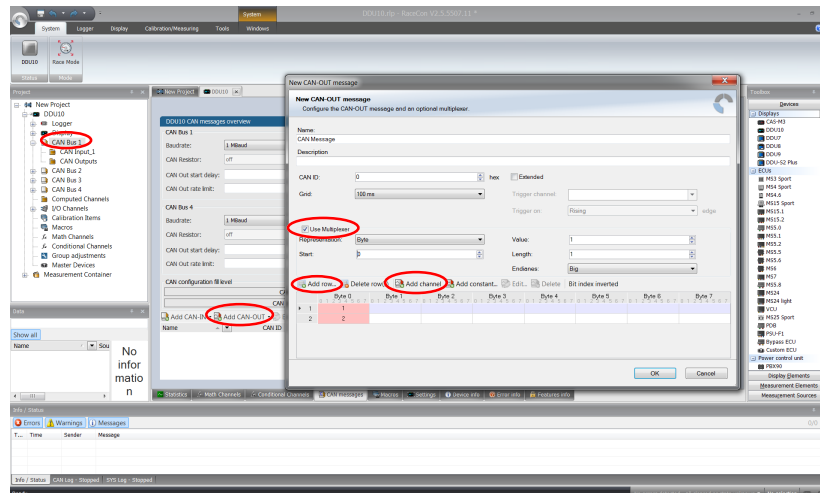 System
DDU10.rcp - RaceCon V2.5.5907.11 *
System Logger Display Calibration/Measuring Tools Windows
DDU10 Race Mode
Status Mode
Project
New Project
DDU10
Logger
Display
CAN Bus 1
CAN Input_1
CAN Outputs
CAN Bus 2
CAN Bus 3
CAN Bus 4
Computed Channels
I/O Channels
Calibration Items
Macros
Math Channels
Conditional Channels
Group adjustments
Master Devices
Measurement Container
Data
Show all
Name Sou
No
infor
matio
n
New Project DDU10
DDU10 CAN messages overview
CAN Bus 1
Baudrate: 1 MBaud
CAN Resistor: off
CAN Out start delay:
CAN Out rate limit:
CAN Bus 4
Baudrate: 1 MBaud
CAN Resistor: off
CAN Out start delay:
CAN Out rate limit:
CAN configuration fill level
Add CAN-IN Add CAN-OUT
Name CAN ID
New CAN-OUT message
New CAN-OUT message
Configure the CAN-OUT message and an optional multiplexer.
Name:
CAN Message
Description
CAN ID: 0 hex Extended
Grid: 100 ms Trigger channel:
Trigger on: Rising edge
Use Multiplexer
Representation: Byte Value: 1
Start: 0 Length: 1
Endianes: Big
Add row... Delete row Add channel Add constant... Edit... Delete Bit index inverted
Byte 0 Byte 1 Byte 2 Byte 3 Byte 4 Byte 5 Byte 6 Byte 7
1 1
2 2
OK Cancel
Statistics Math Channels Conditional Channels CAN messages Macros Settings Device info Error info Features info
Toolbox
Devices
Displays
CAS-M3
DDU10
DDU7
DDU8
DDU9
DDU-S2 Plus
ECUs
MS3 Sport
MS4 Sport
MS4.6
MS15 Sport
MS15.1
MS15.2
MS5.0
MS5.1
MS5.2
MS5.5
MS5.6
MS6
MS7
MS5.8
MS24
MS24 light
VCU
MS25 Sport
PDB
PSU-F1
Bypass ECU
Custom ECU
Power control unit
PBX90
Display Elements
Measurement Elements
Measurement Sources
Info / Status
Errors Warnings Messages 0/0
T... Time Sender Message
Info / Status CAN Log - Stopped SYS Log - Stopped